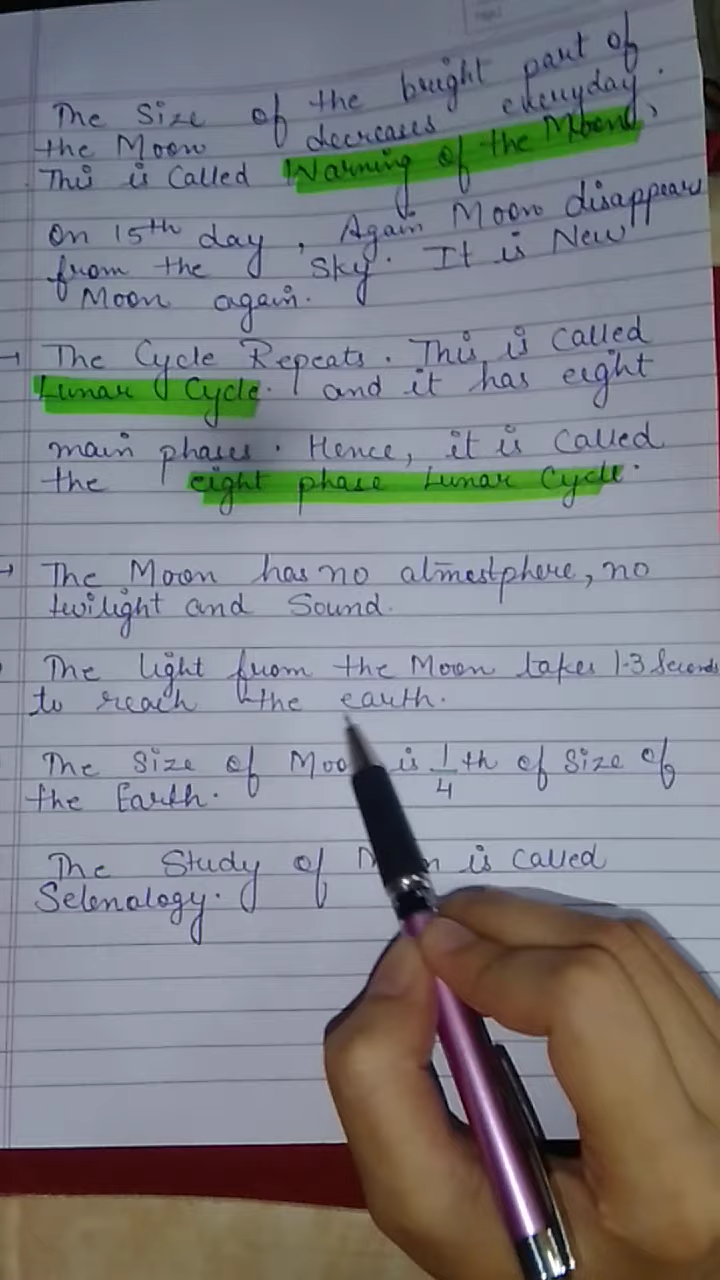 The Size of the bright part of
the Moon decreases everyday.
This is Called Warning of the Moon,
On 15th day, Again Moon disappears
from the Sky. It is New
Moon again.
→ The Cycle Repeats. This is called
Lunar Cycle. and it has eight
main phases. Hence, it is Called
the eight phase Lunar Cycle.
→ The Moon has no atmestphere, no
twilight and Sound.
The light from the Moon takes 1-3 Seconds
to reach the earth.
The Size of Moon is 1/4 th of Size of
the Earth.
The Study of Moon is Called
Selenalogy.